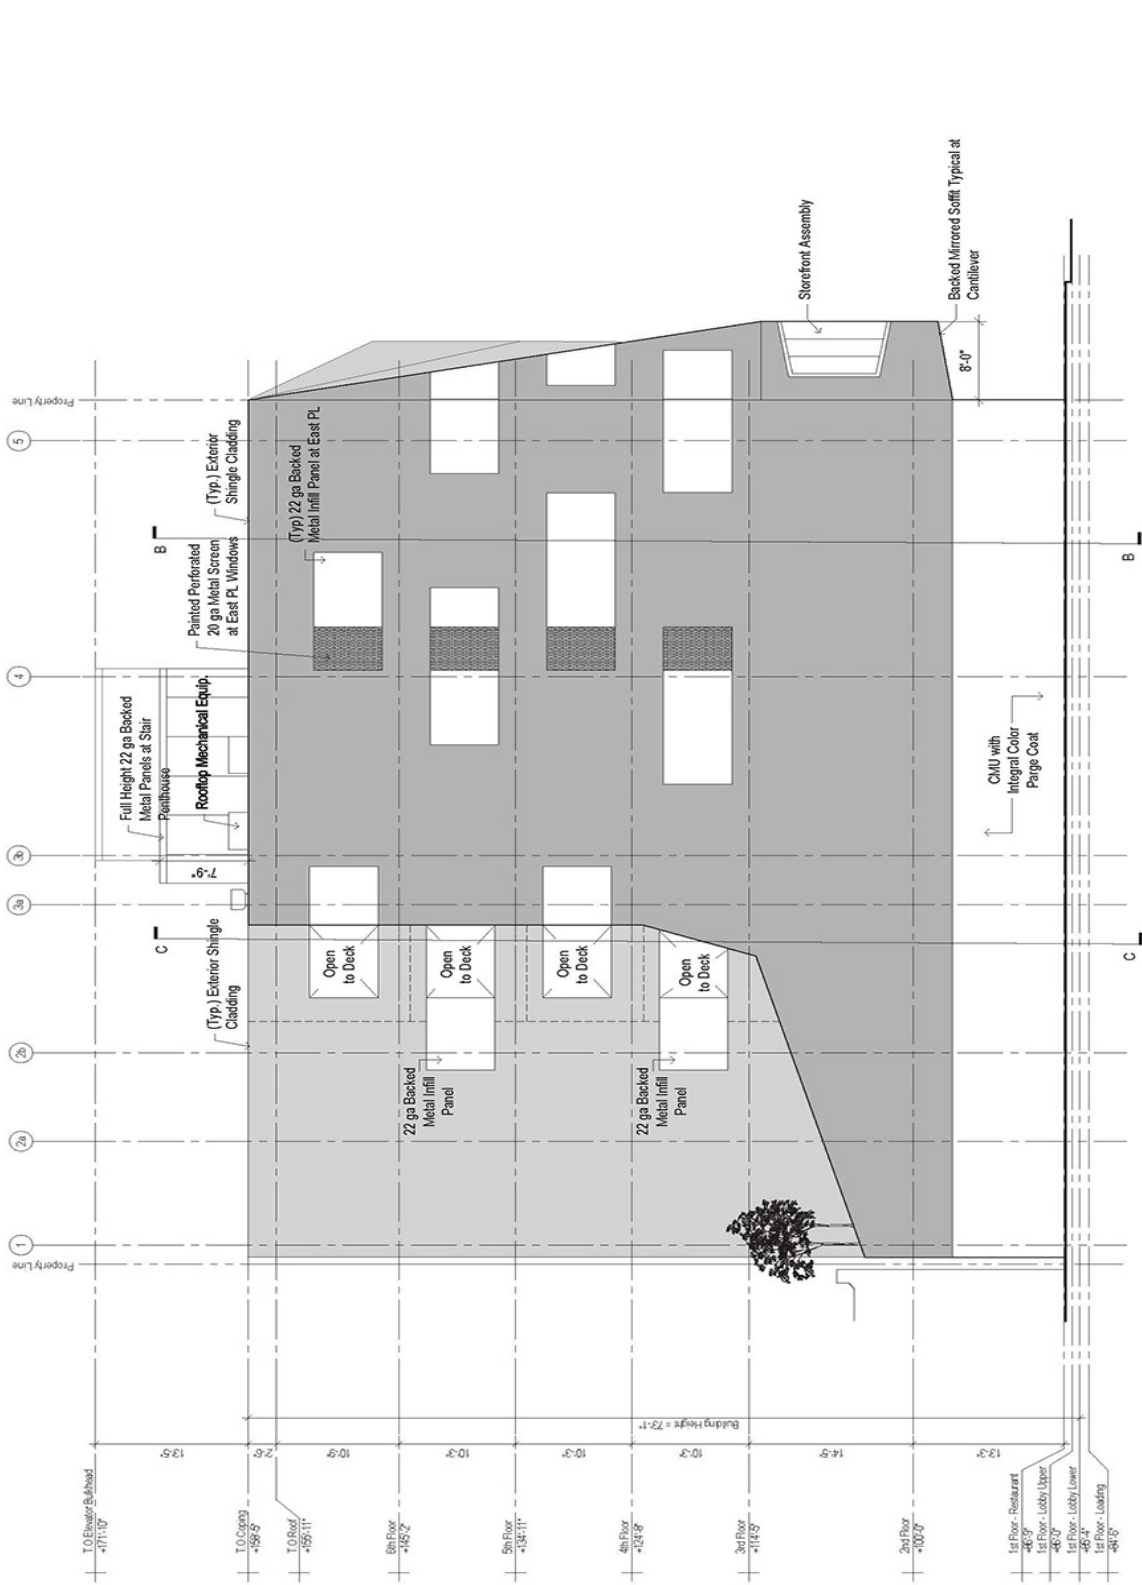 T.O.Elevator Bulkhead
+171'-10"
T.O.Coping
+158'-5"
T.O.Roof
+155'-11"
6th Floor
+145'-2"
5th Floor
+134'-11"
4th Floor
+124'-8"
3rd Floor
+114'-5"
2nd Floor
+100'-0"
1st Floor - Restaurant
+86'-9"
1st Floor - Lobby Upper
+86'-0"
1st Floor - Lobby Lower
+85'-4"
1st Floor - Loading
+84'-6"
13'-5"
2'-6"
10'-9"
10'-3"
10'-3"
10'-3"
14'-5"
13'-3"
Building Height = 73'-1"
Property Line
1
2a
2b
3a
3b
4
5
Property Line
C
C
B
B
(Typ.) Exterior Shingle
Cladding
Full Height 22 ga Backed
Metal Panels at Stair
Penthouse
Rooftop Mechanical Equip.
7'-9"
Painted Perforated
20 ga Metal Screen
at East PL Windows
(Typ.) Exterior
Shingle Cladding
(Typ) 22 ga Backed
Metal Infill Panel at East PL
Open
to Deck
Open
to Deck
Open
to Deck
Open
to Deck
22 ga Backed
Metal Infill
Panel
22 ga Backed
Metal Infill
Panel
Storefront Assembly
Backed Mirrored Soffit Typical at
Cantilever
8'-0"
CMU with
Integral Color
Parge Coat